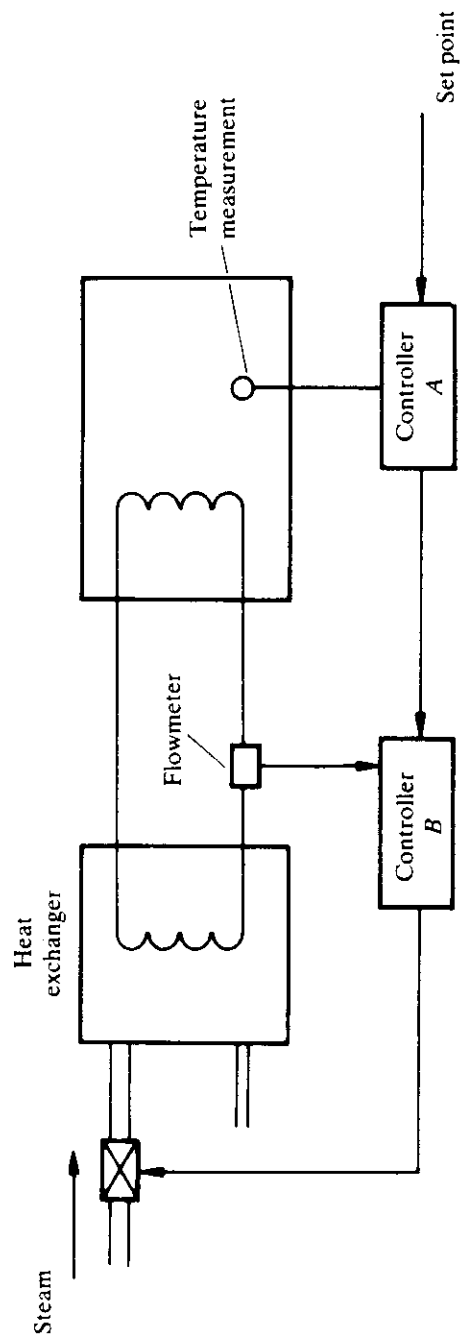 Steam
Heat
exchanger
Flowmeter
Temperature
measurement
Controller
B
Controller
A
Set point